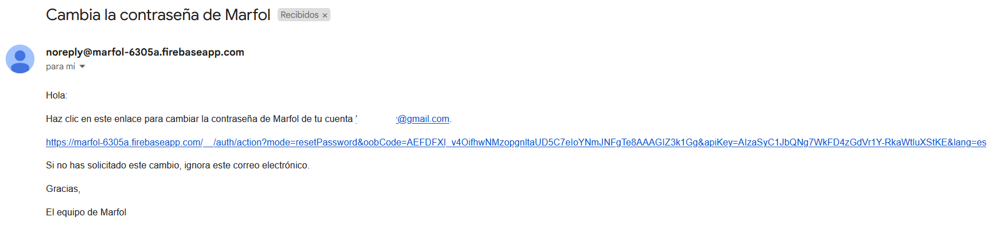 Cambia la contraseña de Marfol Recibidos ×
noreply@marfol-6305a.firebaseapp.com
para mí
Hola:
Haz clic en este enlace para cambiar la contraseña de Marfol de tu cuenta @gmail.com.
https://marfol-6305a.firebaseapp.com/__/auth/action?mode=resetPassword&oobCode=AEFDFXI_v4OifhwNMzopgnItaUD5C7eIoYNmJNFgTe8AAAGIZ3k1Gg&apiKey=AIzaSyC1JbQNg7WkFD4zGdVr1Y-RkaWtluXStKE&lang=es
Si no has solicitado este cambio, ignora este correo electrónico.
Gracias,
El equipo de Marfol